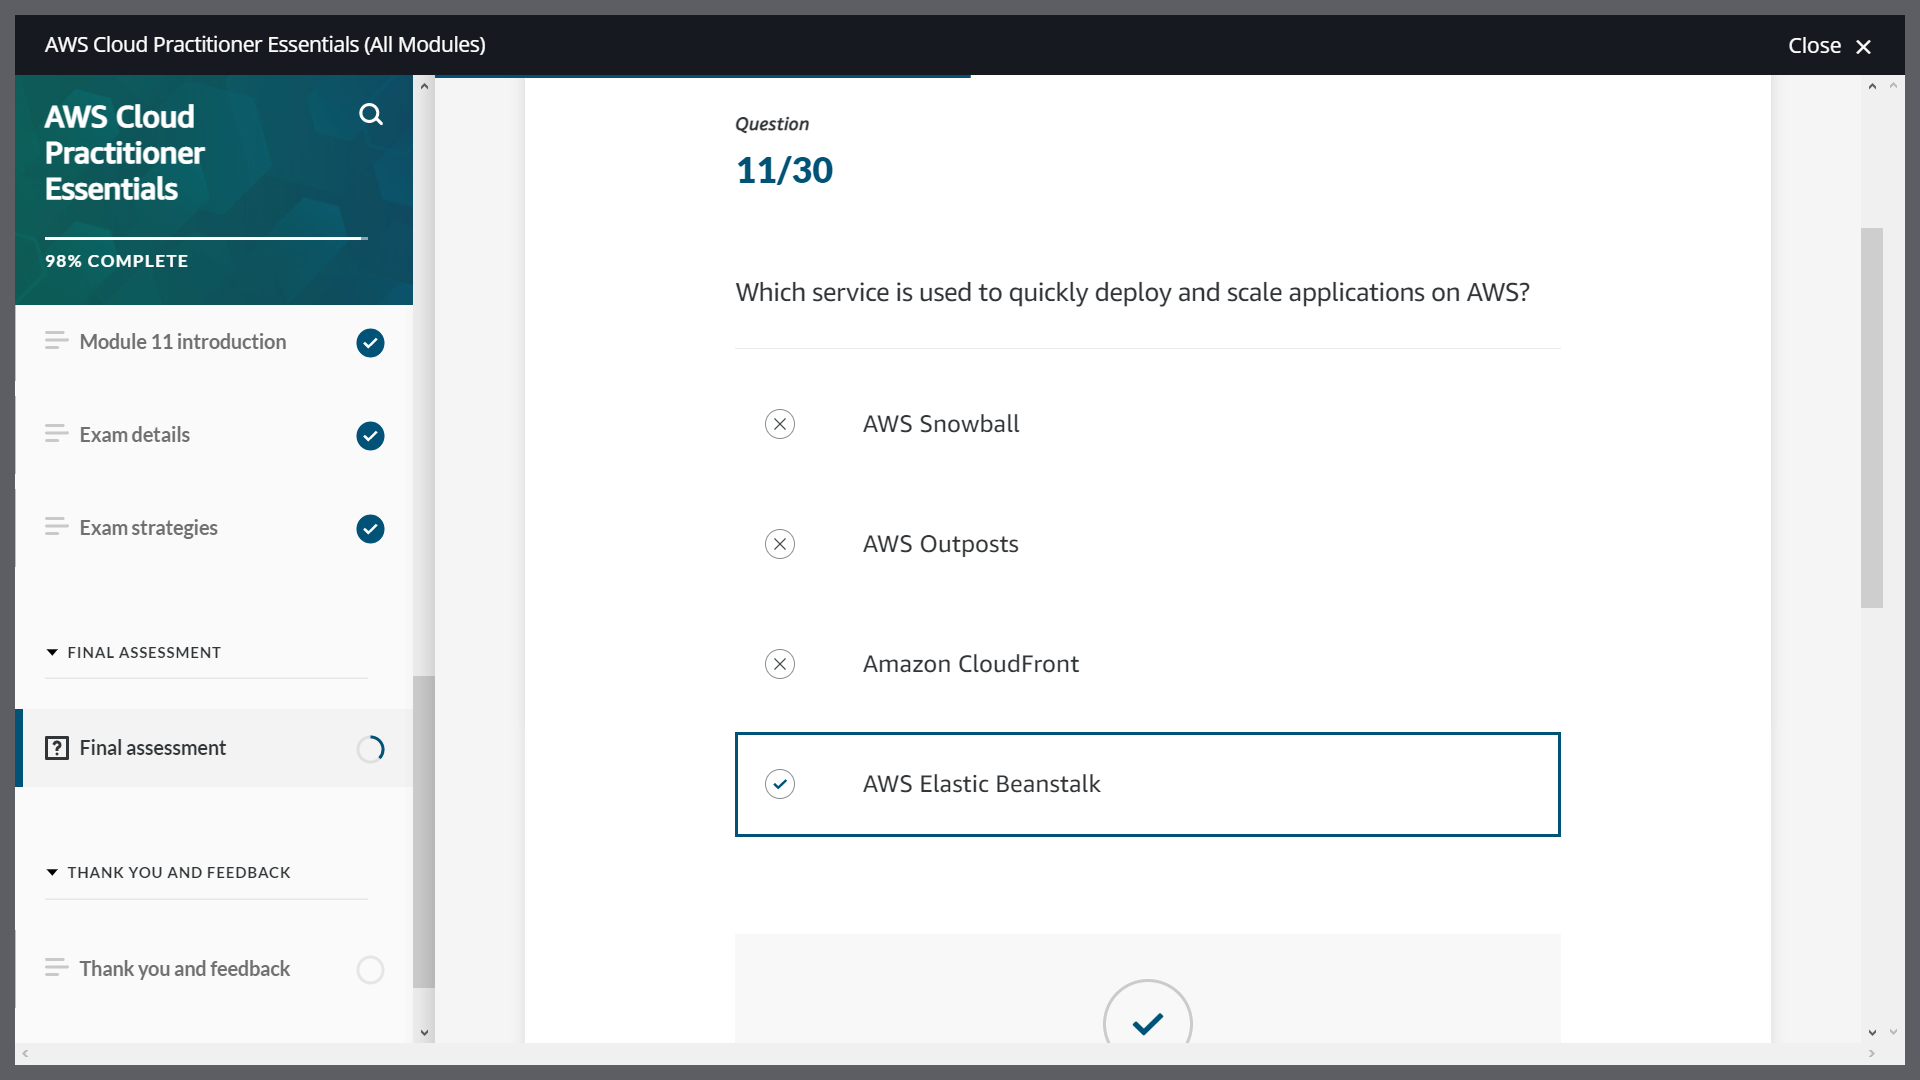 AWS Cloud Practitioner Essentials (All Modules)
Close
AWS Cloud
Practitioner
Essentials
98% COMPLETE
Module 11 introduction
Exam details
Exam strategies
FINAL ASSESSMENT
Final assessment
THANK YOU AND FEEDBACK
Thank you and feedback
Question
11/30
Which service is used to quickly deploy and scale applications on AWS?
AWS Snowball
AWS Outposts
Amazon CloudFront
AWS Elastic Beanstalk